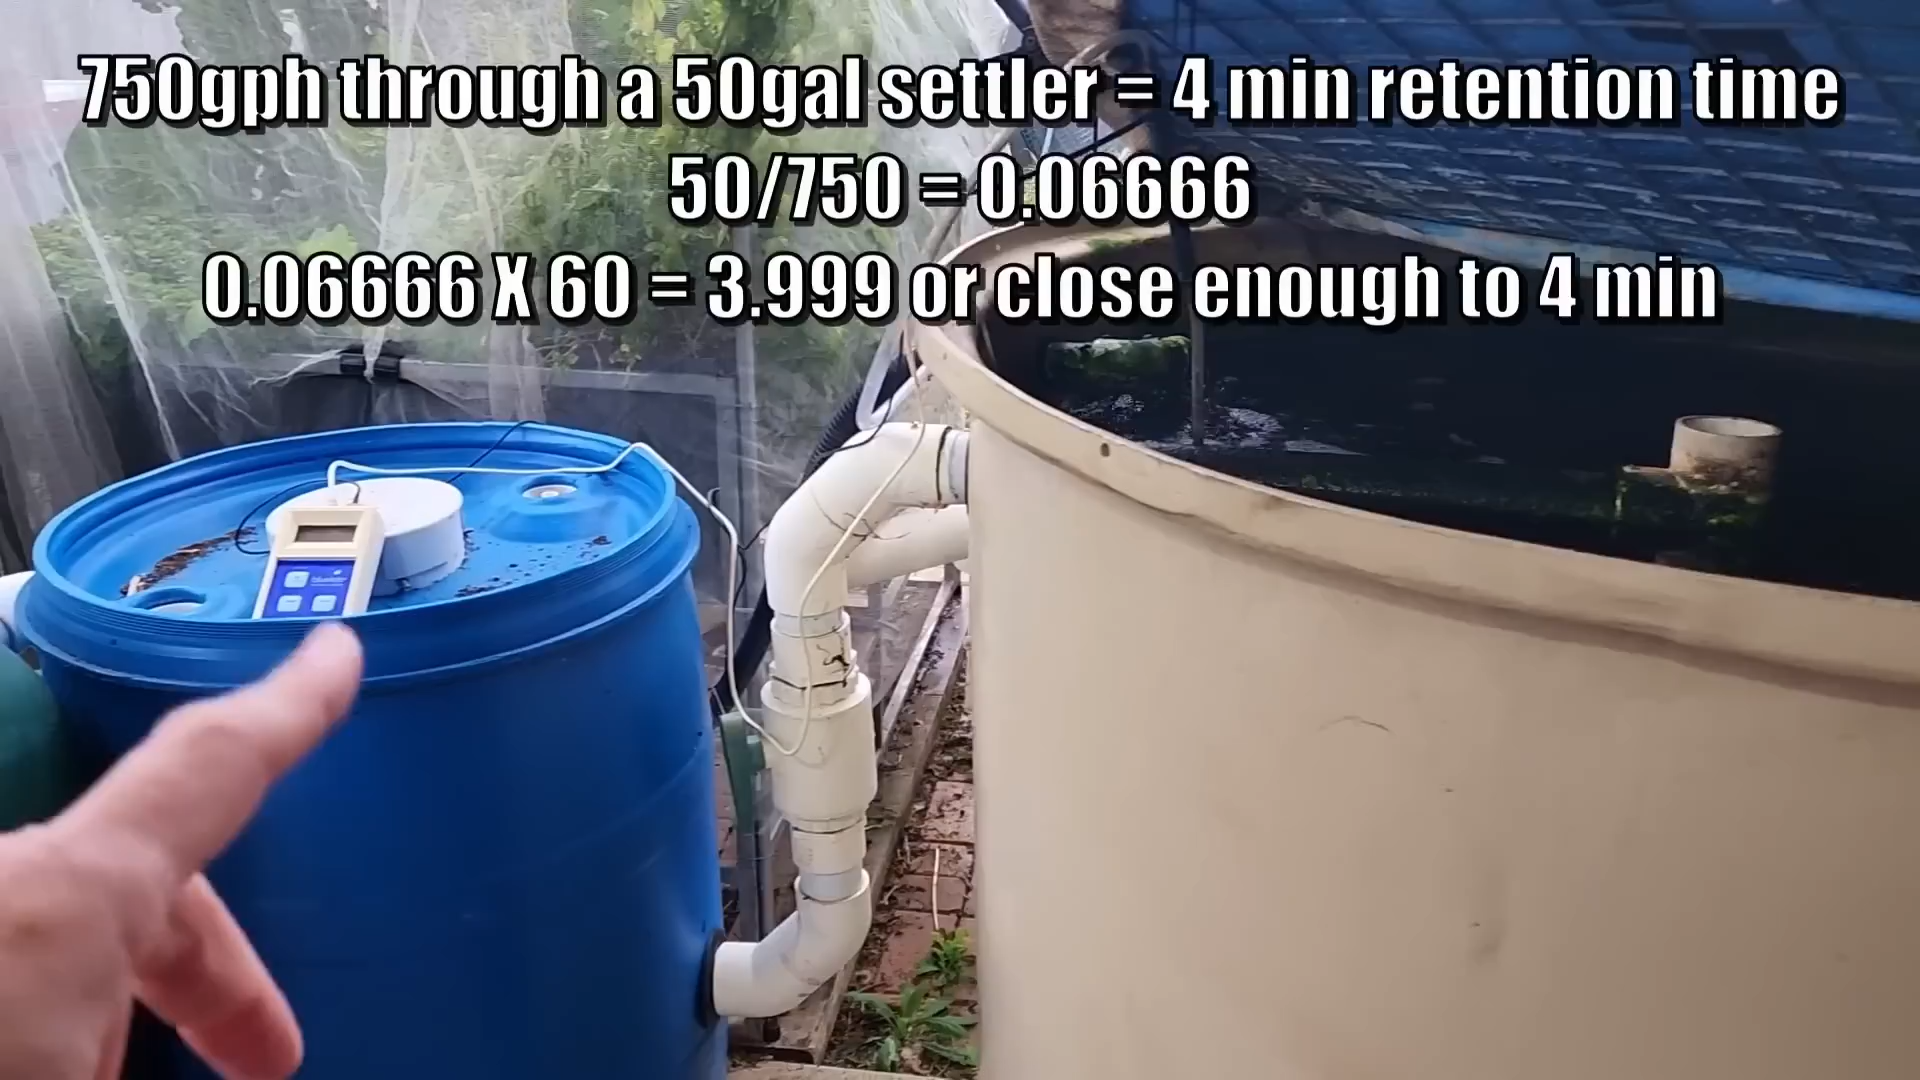 750gph through a 50gal settler = 4 min retention time
50/750 = 0.06666
0.06666 X 60 = 3.999 or close enough to 4 min